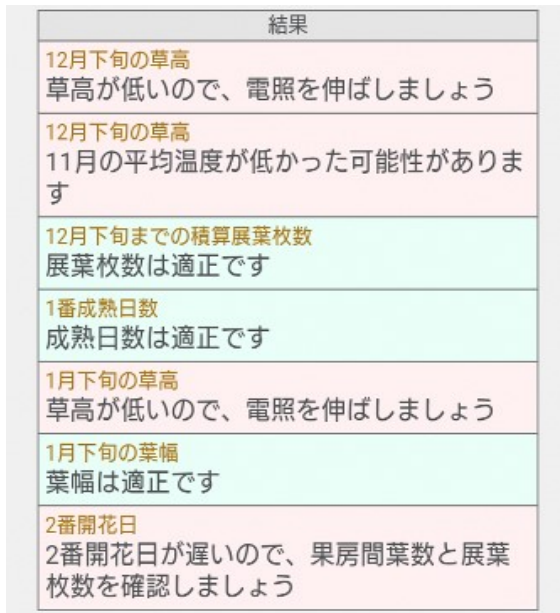 結果
12月下旬の草高
草高が低いので、電照を伸ばしましょう
12月下旬の草高
11月の平均温度が低かった可能性がありま
す
12月下旬までの積算展葉枚数
展葉枚数は適正です
1番成熟日数
成熟日数は適正です
1月下旬の草高
草高が低いので、電照を伸ばしましょう
1月下旬の葉幅
葉幅は適正です
2番開花日
2番開花日が遅いので、果房間葉数と展葉
枚数を確認しましょう